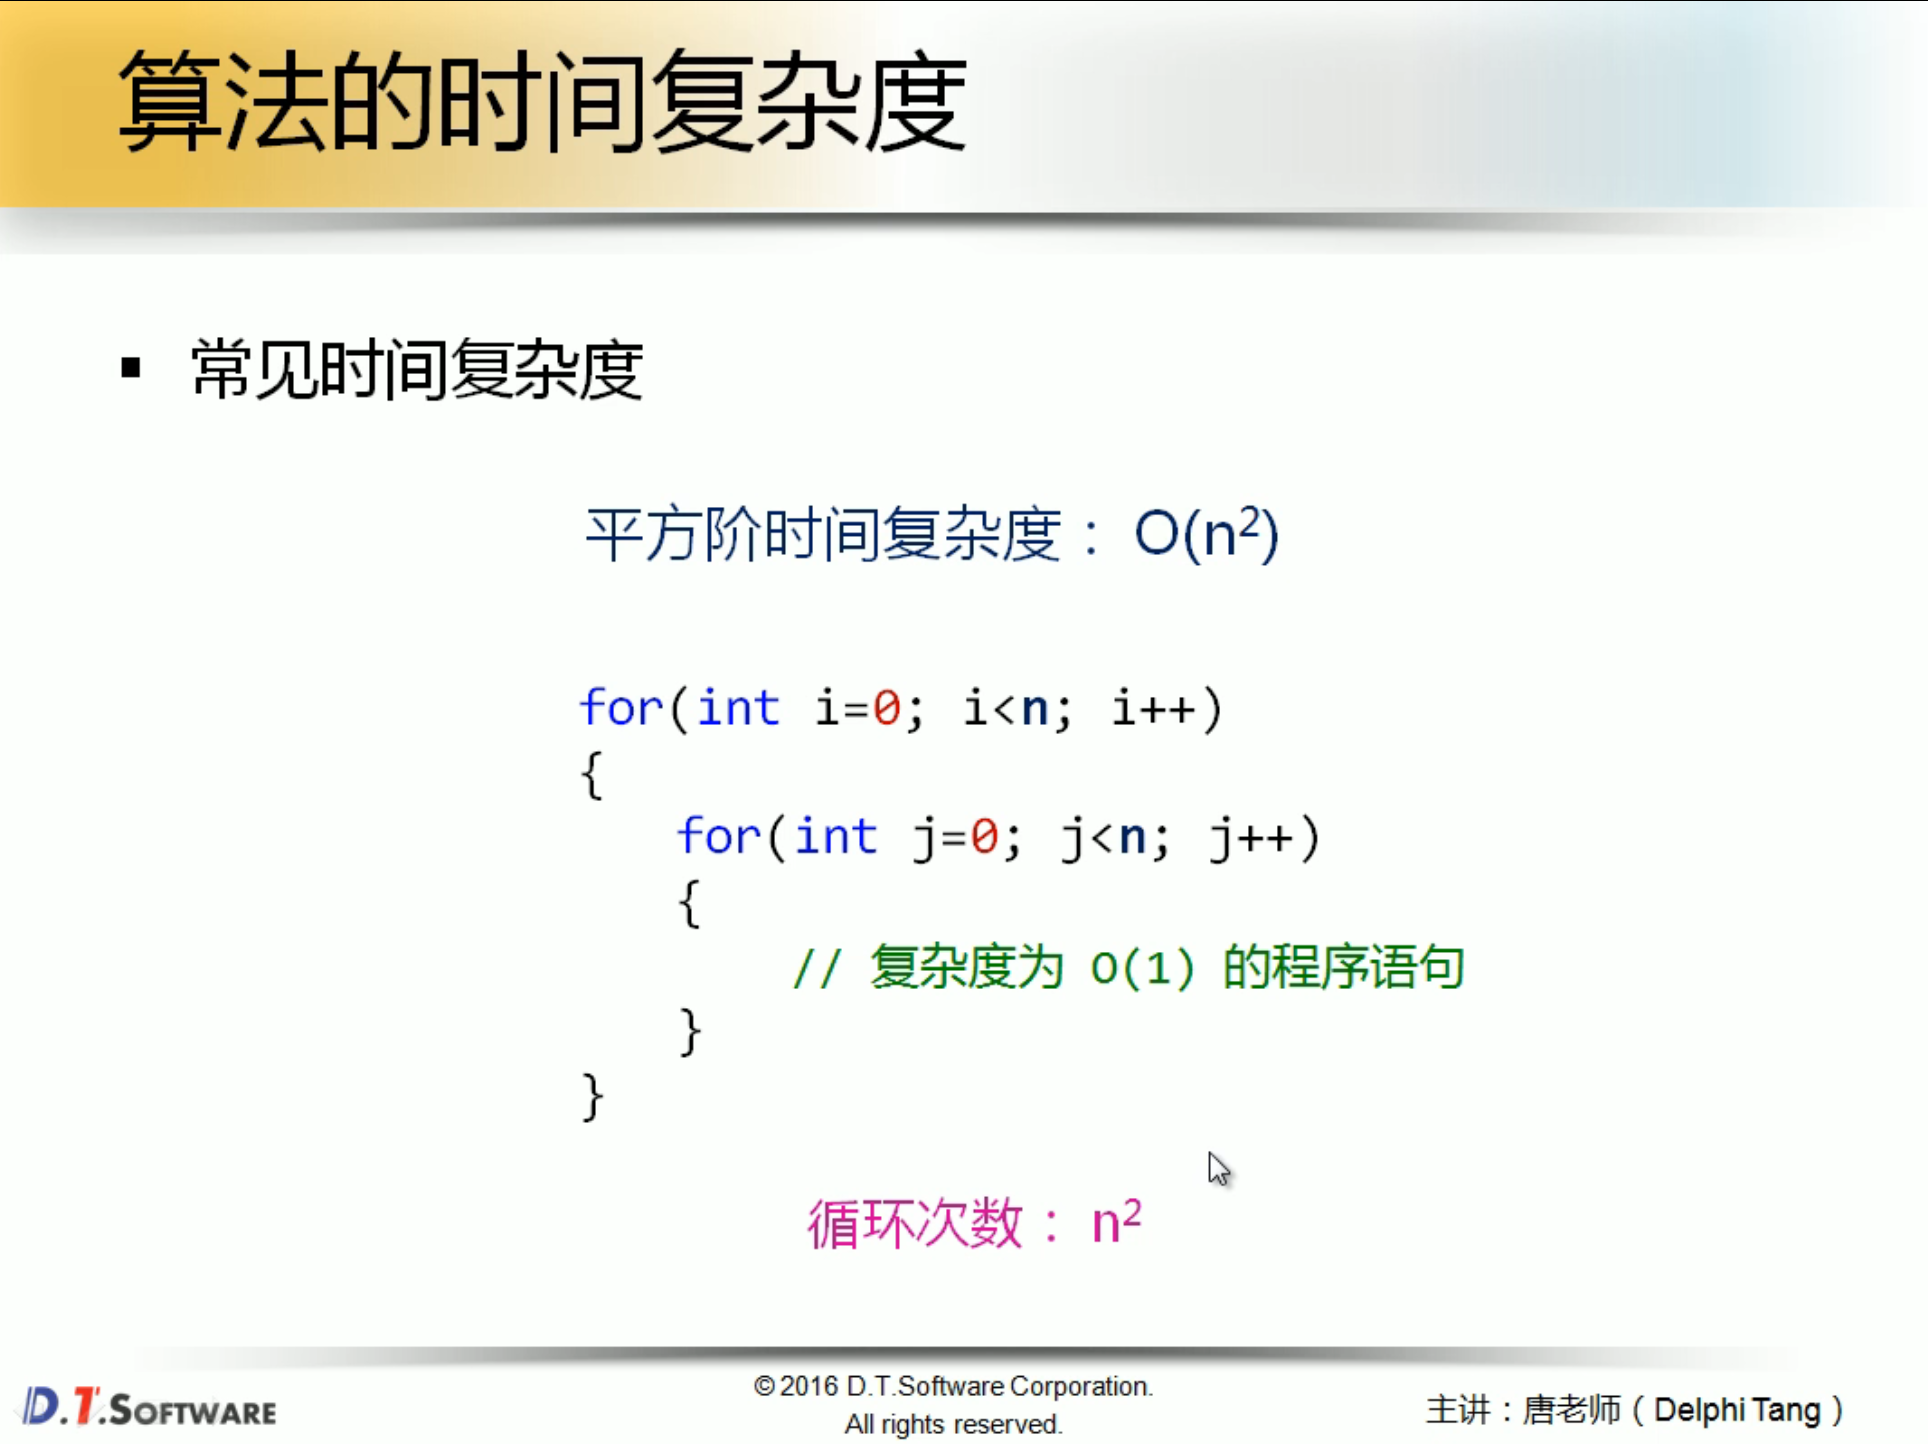 算法的时间复杂度
▪ 常见时间复杂度
平方阶时间复杂度： O(n²)
for(int i=0; i<n; i++)
{
for(int j=0; j<n; j++)
{
// 复杂度为 O(1) 的程序语句
}
}
循环次数： n²
D.T.SOFTWARE
© 2016 D.T.Software Corporation.
All rights reserved.
主讲：唐老师（Delphi Tang）